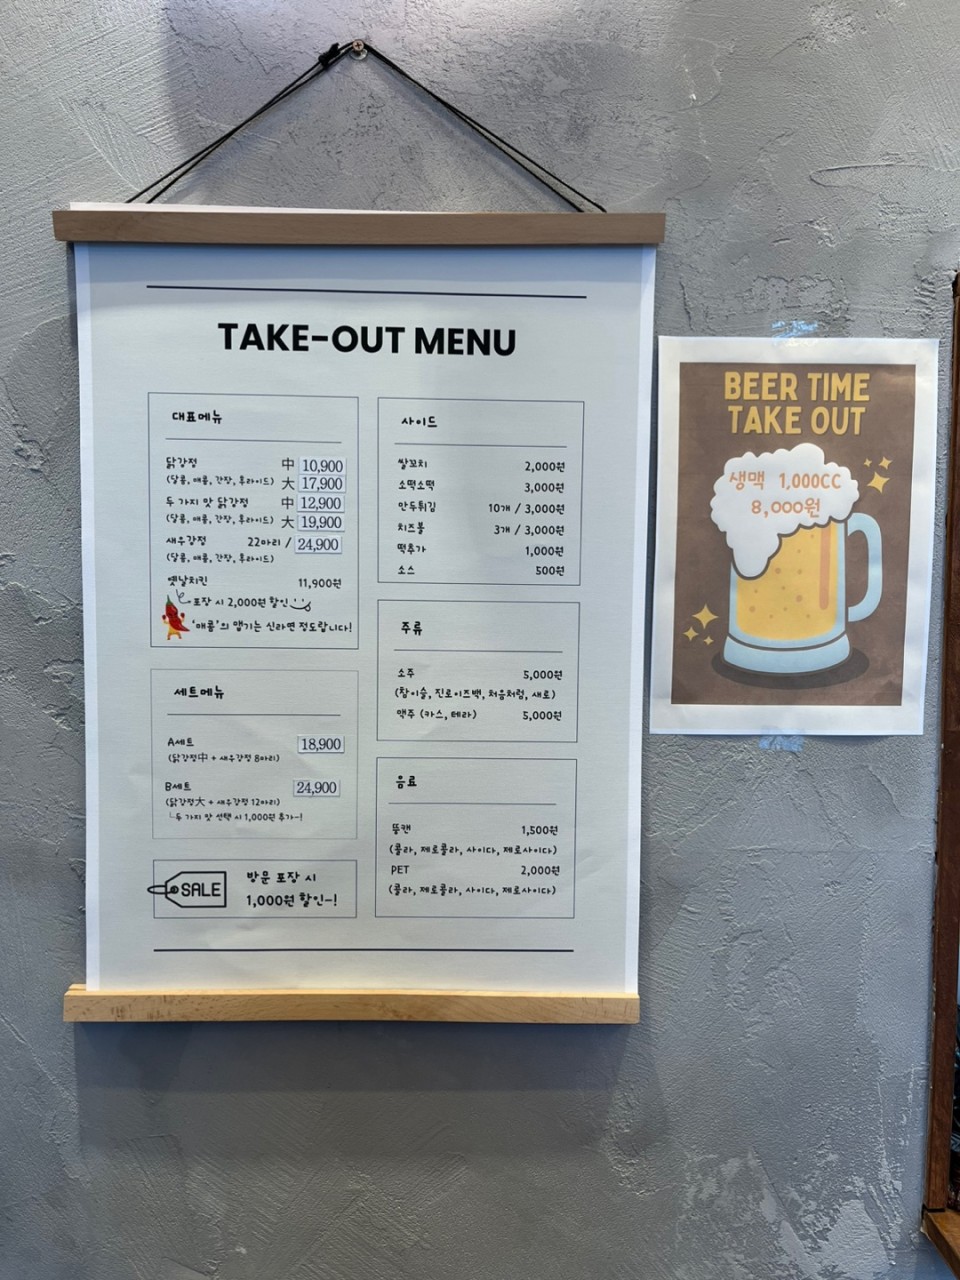 TAKE-OUT MENU
대표메뉴
닭강정 中 10,900
(달콤, 매콤, 간장, 후라이드) 大 17,900
두 가지 맛 닭강정 中 12,900
(달콤, 매콤, 간장, 후라이드) 大 19,900
새우강정 22마리 / 24,900
(달콤, 매콤, 간장, 후라이드)
옛날치킨 11,900원
포장 시 2,000원 할인
'매콤'의 맵기는 신라면 정도랍니다!
세트메뉴
A세트 18,900
(닭강정中 + 새우강정 8마리)
B세트 24,900
(닭강정大 + 새우강정 12마리)
└두 가지 맛 선택 시 1,000원 추가~!
SALE
방문 포장 시
1,000원 할인~!
사이드
쌀꼬치 2,000원
소떡소떡 3,000원
만두튀김 10개 / 3,000원
치즈볼 3개 / 3,000원
떡추가 1,000원
소스 500원
주류
소주 5,000원
(참이슬, 진로이즈백, 처음처럼, 새로)
맥주 (카스, 테라) 5,000원
음료
뚱캔 1,500원
(콜라, 제로콜라, 사이다, 제로사이다)
PET 2,000원
(콜라, 제로콜라, 사이다, 제로사이다)
BEER TIME
TAKE OUT
생맥 1,000CC
8,000원